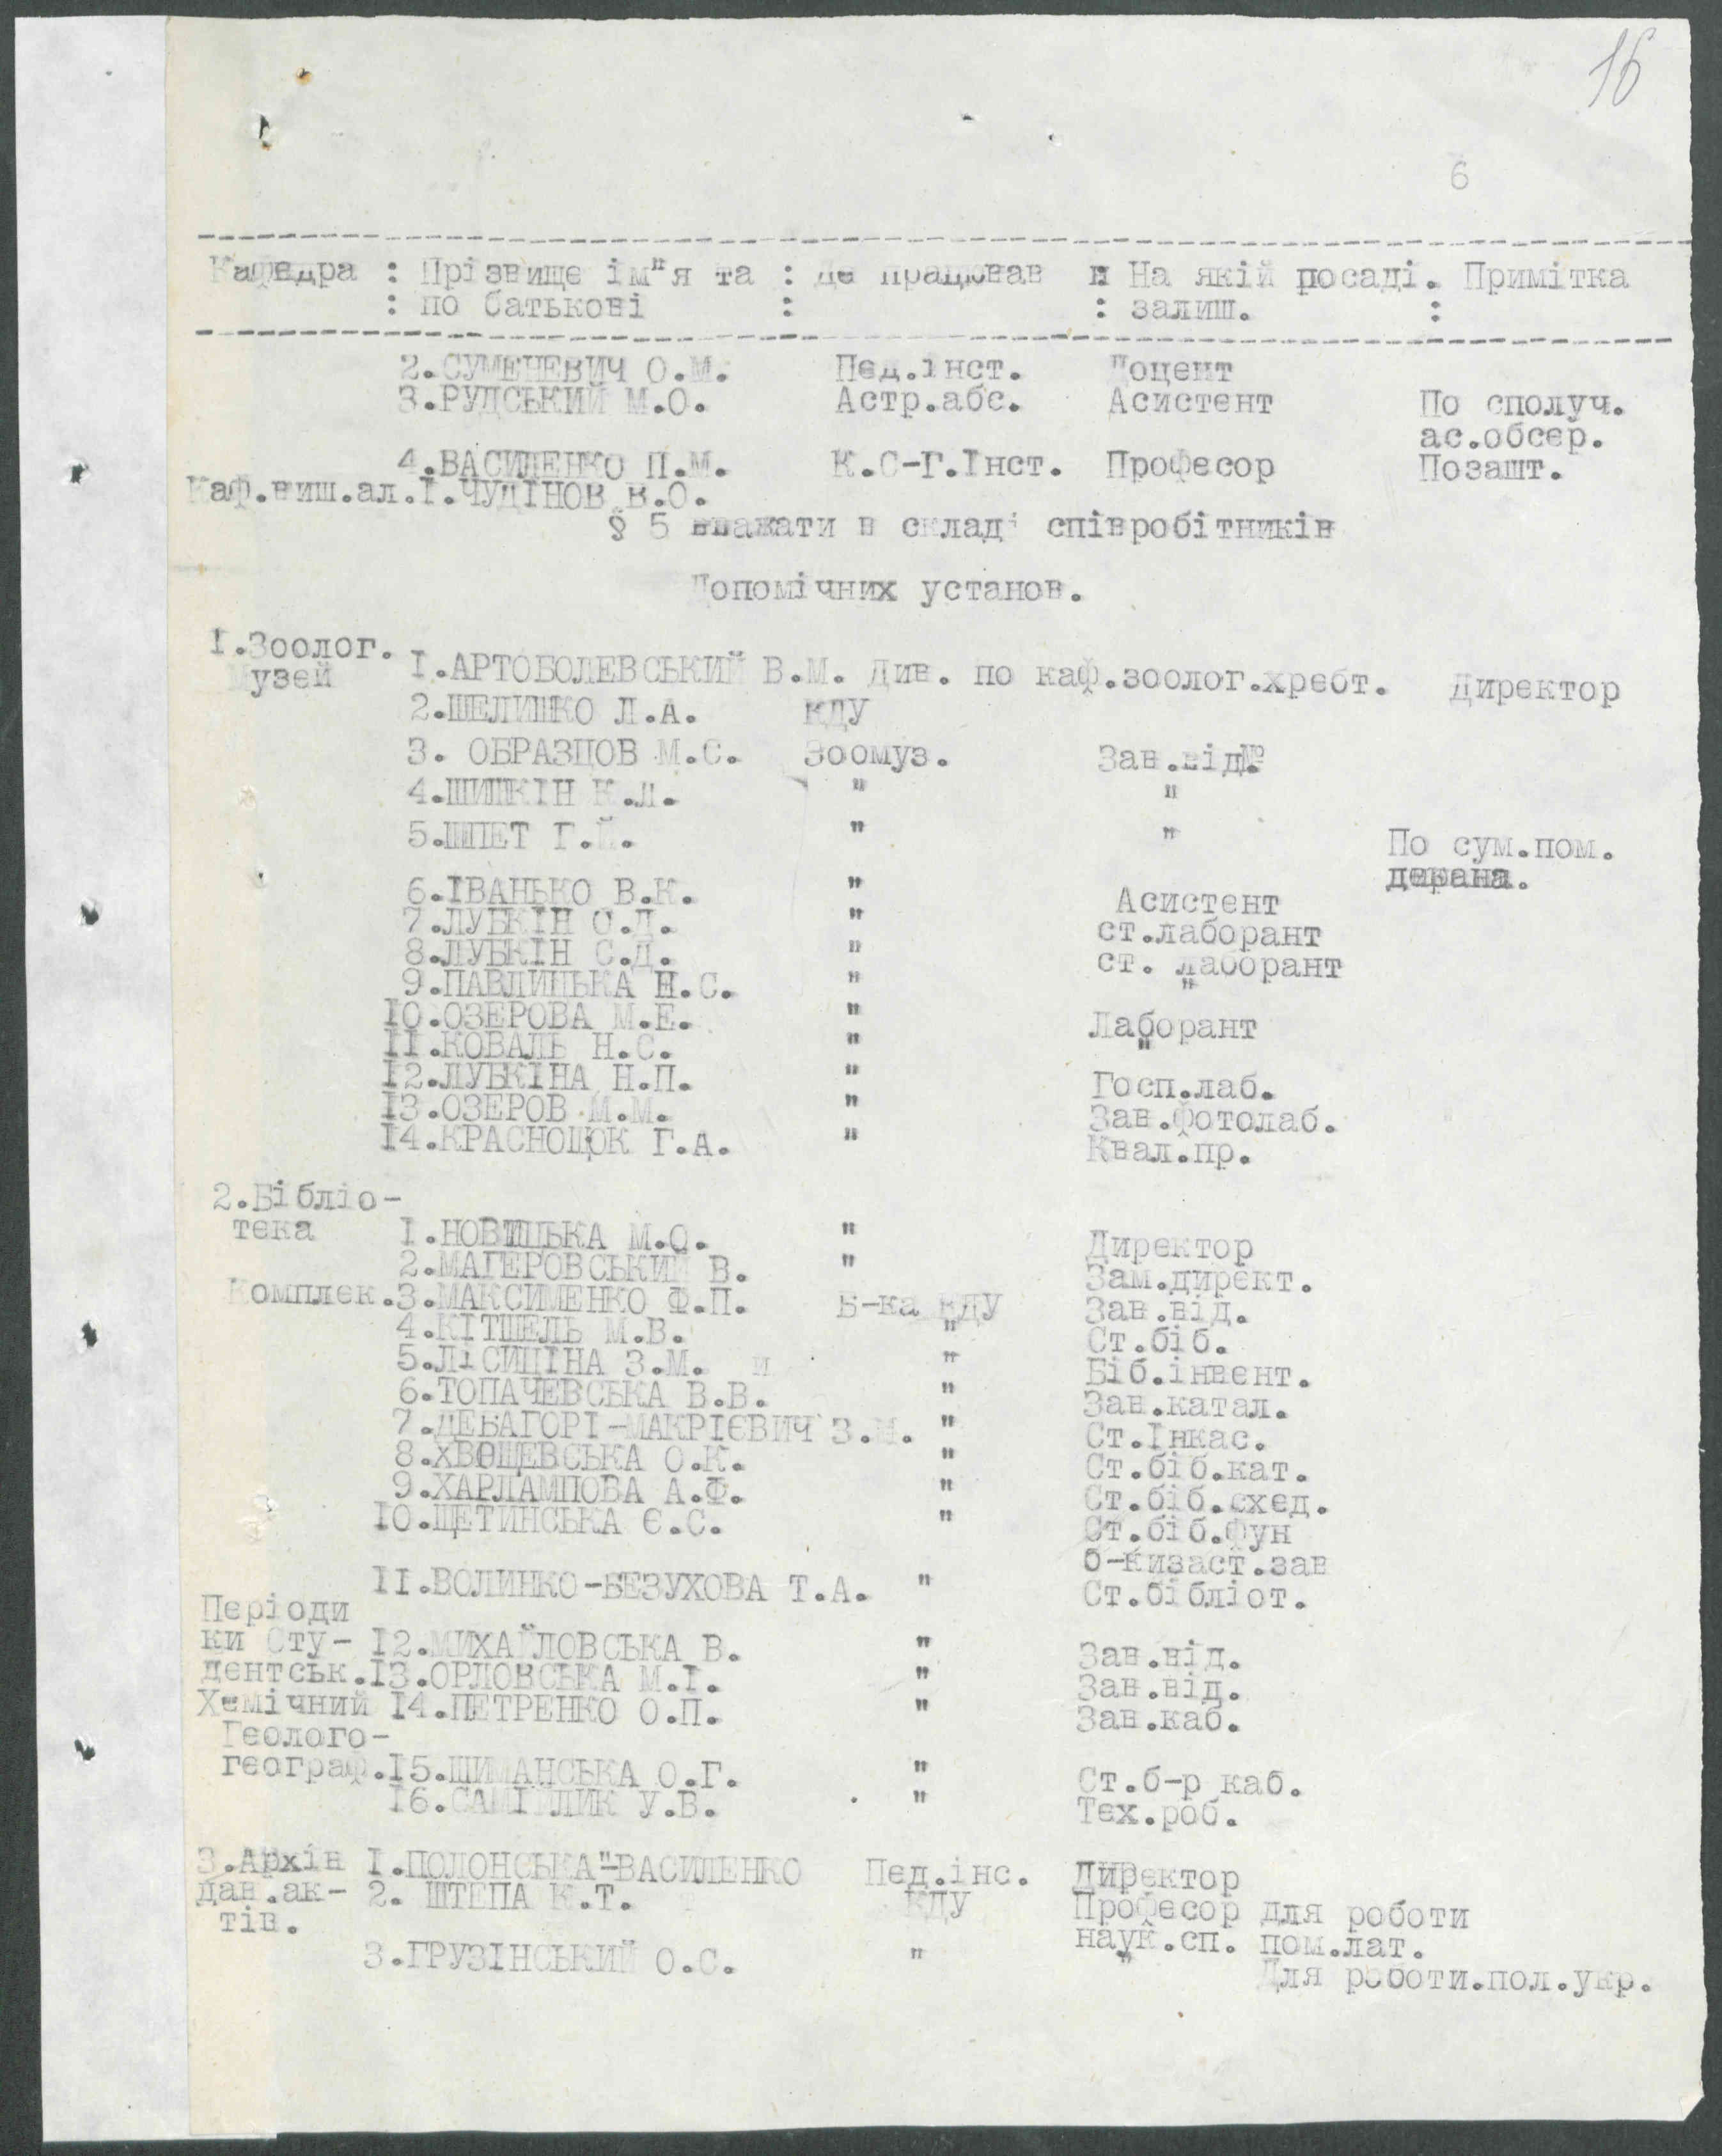 16
6
Кафедра : Прізвище ім"я та : Де працював : На якій посаді. Примітка
: по батькові : : залиш. :
2.СУМЕНЕВИЧ О.М. Пед.інст. Доцент
3.РУДСЬКИЙ М.О. Астр.абс. Асистент По сполуч.
ас.обсер.
4.ВАСИЛЕНКО П.М. К.С-Г.Інст. Професор Позашт.
Каф.виш.ал.І.ЧУДІНОВ В.О.
§ 5 вважати в складі співробітників
Допомічних установ.
І.Зоолог.
Музей І.АРТОБОЛЕВСЬКИЙ В.М. Див. по каф.зоолог.хребт. Директор
2.ШЕЛИШКО Л.А. КДУ
3. ОБРАЗЦОВ М.С. Зоомуз. Зав.від№
4.ШИШКІН К.Л. " "
5.ШПЕТ Г.Й. " " По сум.пом.
декана.
6.ІВАНЬКО В.К. " Асистент
7.ЛУБКІН О.Д. " ст.лаборант
8.ЛУБКІН С.Д. " ст. лаборант
9.ПАВЛИЦЬКА Н.С. " "
ІО.ОЗЕРОВА М.Е. " Лаборант
ІІ.КОВАЛЬ Н.С. " "
І2.ЛУБКІНА Н.П. " Госп.лаб.
І3.ОЗЕРОВ М.М. " Зав.фотолаб.
І4.КРАСНОЩОК Г.А. " Квал.пр.
2.Бібліо-
тека І.НОВИЦЬКА М.О. " Директор
2.МАГЕРОВСЬКИЙ В. " Зам.директ.
Комплек.3.МАКСИМЕНКО Ф.П. Б-ка КДУ Зав.від.
4.КІТШЕЛЬ М.В. " Ст.біб.
5.ЛІСИЦІНА З.М. и " Біб.інвент.
6.ТОПАЧЕВСЬКА В.В. " Зав.катал.
7.ДЕБАГОРІ-МАКРІЄВИЧ З.М. " Ст.Інкас.
8.ХВОЩЕВСЬКА О.К. " Ст.біб.кат.
9.ХАРЛАМПОВА А.Ф. " Ст.біб.схед.
ІО.ЩЕТИНСЬКА Є.С. " Ст.біб.Фун
б-кизаст.зав
ІІ.ВОЛИНКО-БЕЗУХОВА Т.А. " Ст.бібліот.
Періоди
ки Сту- І2.МИХАЇЛОВСЬКА В. " Зав.від.
дентськ.І3.ОРЛОВСЬКА М.І. " Зав.від.
Хемічний І4.ПЕТРЕНКО О.П. " Зав.каб.
Геолого-
географ.І5.ШИМАНСЬКА О.Г. " Ст.б-р каб.
І6.САМІЙЛИК У.В. " Тех.роб.
3.Архів І.ПОЛОНСЬКА"-ВАСИЛЕНКО Пед.інс. Директор
дав.ак- 2. ШТЕПА К.Т. КДУ Професор для роботи
тів. наук.сп. пом.лат.
3.ГРУЗІНСЬКИЙ О.С. " "
Для роботи.пол.укр.